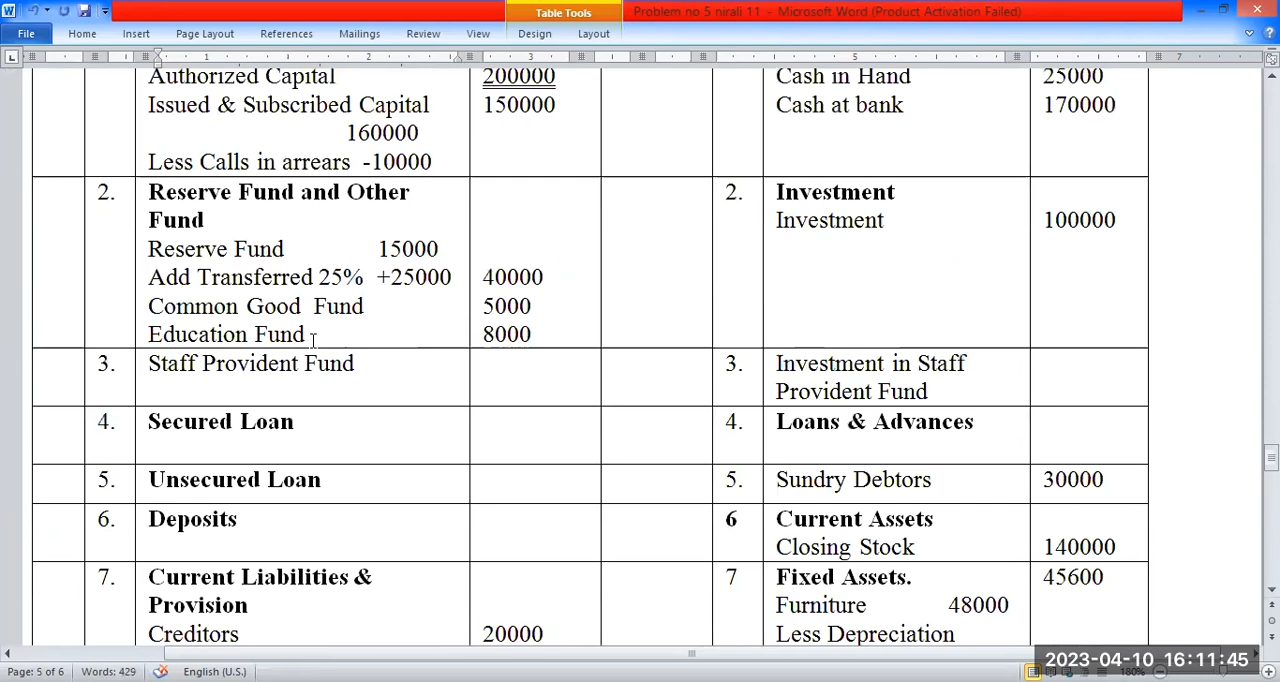 Table Tools
Problem no 5 nirali 11 - Microsoft Word (Product Activation Failed)
File Home Insert Page Layout References Mailings Review View Design Layout
1 2 3 5 7
Authorized Capital 200000 Cash in Hand 25000
Issued & Subscribed Capital 150000 Cash at bank 170000
160000
Less Calls in arrears -10000
2. Reserve Fund and Other 2. Investment
Fund Investment 100000
Reserve Fund 15000
Add Transferred 25% +25000 40000
Common Good Fund 5000
Education Fund 8000
3. Staff Provident Fund 3. Investment in Staff
Provident Fund
4. Secured Loan 4. Loans & Advances
5. Unsecured Loan 5. Sundry Debtors 30000
6. Deposits 6 Current Assets
Closing Stock 140000
7. Current Liabilities & 7 Fixed Assets. 45600
Provision Furniture 48000
Creditors 20000 Less Depreciation
2023-04-10 16:11:45
Page: 5 of 6 Words: 429 English (U.S.) 180%